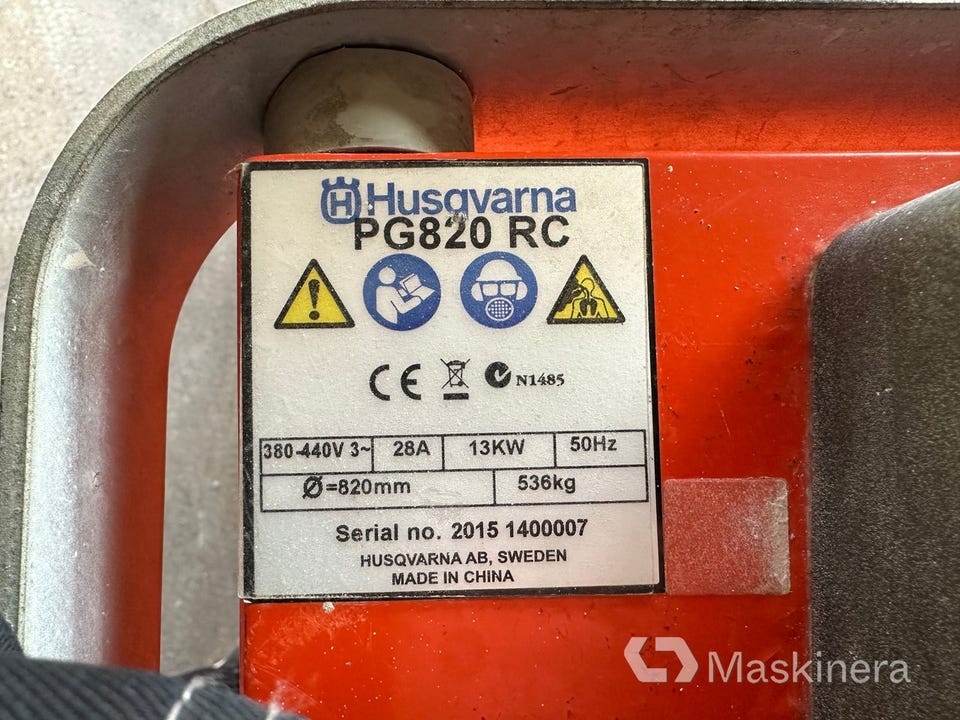 Husqvarna
PG820 RC
CE N1485
380-440V 3~ 28A 13KW 50Hz
Ø=820mm 536kg
Serial no. 2015 1400007
HUSQVARNA AB, SWEDEN
MADE IN CHINA
Maskinera